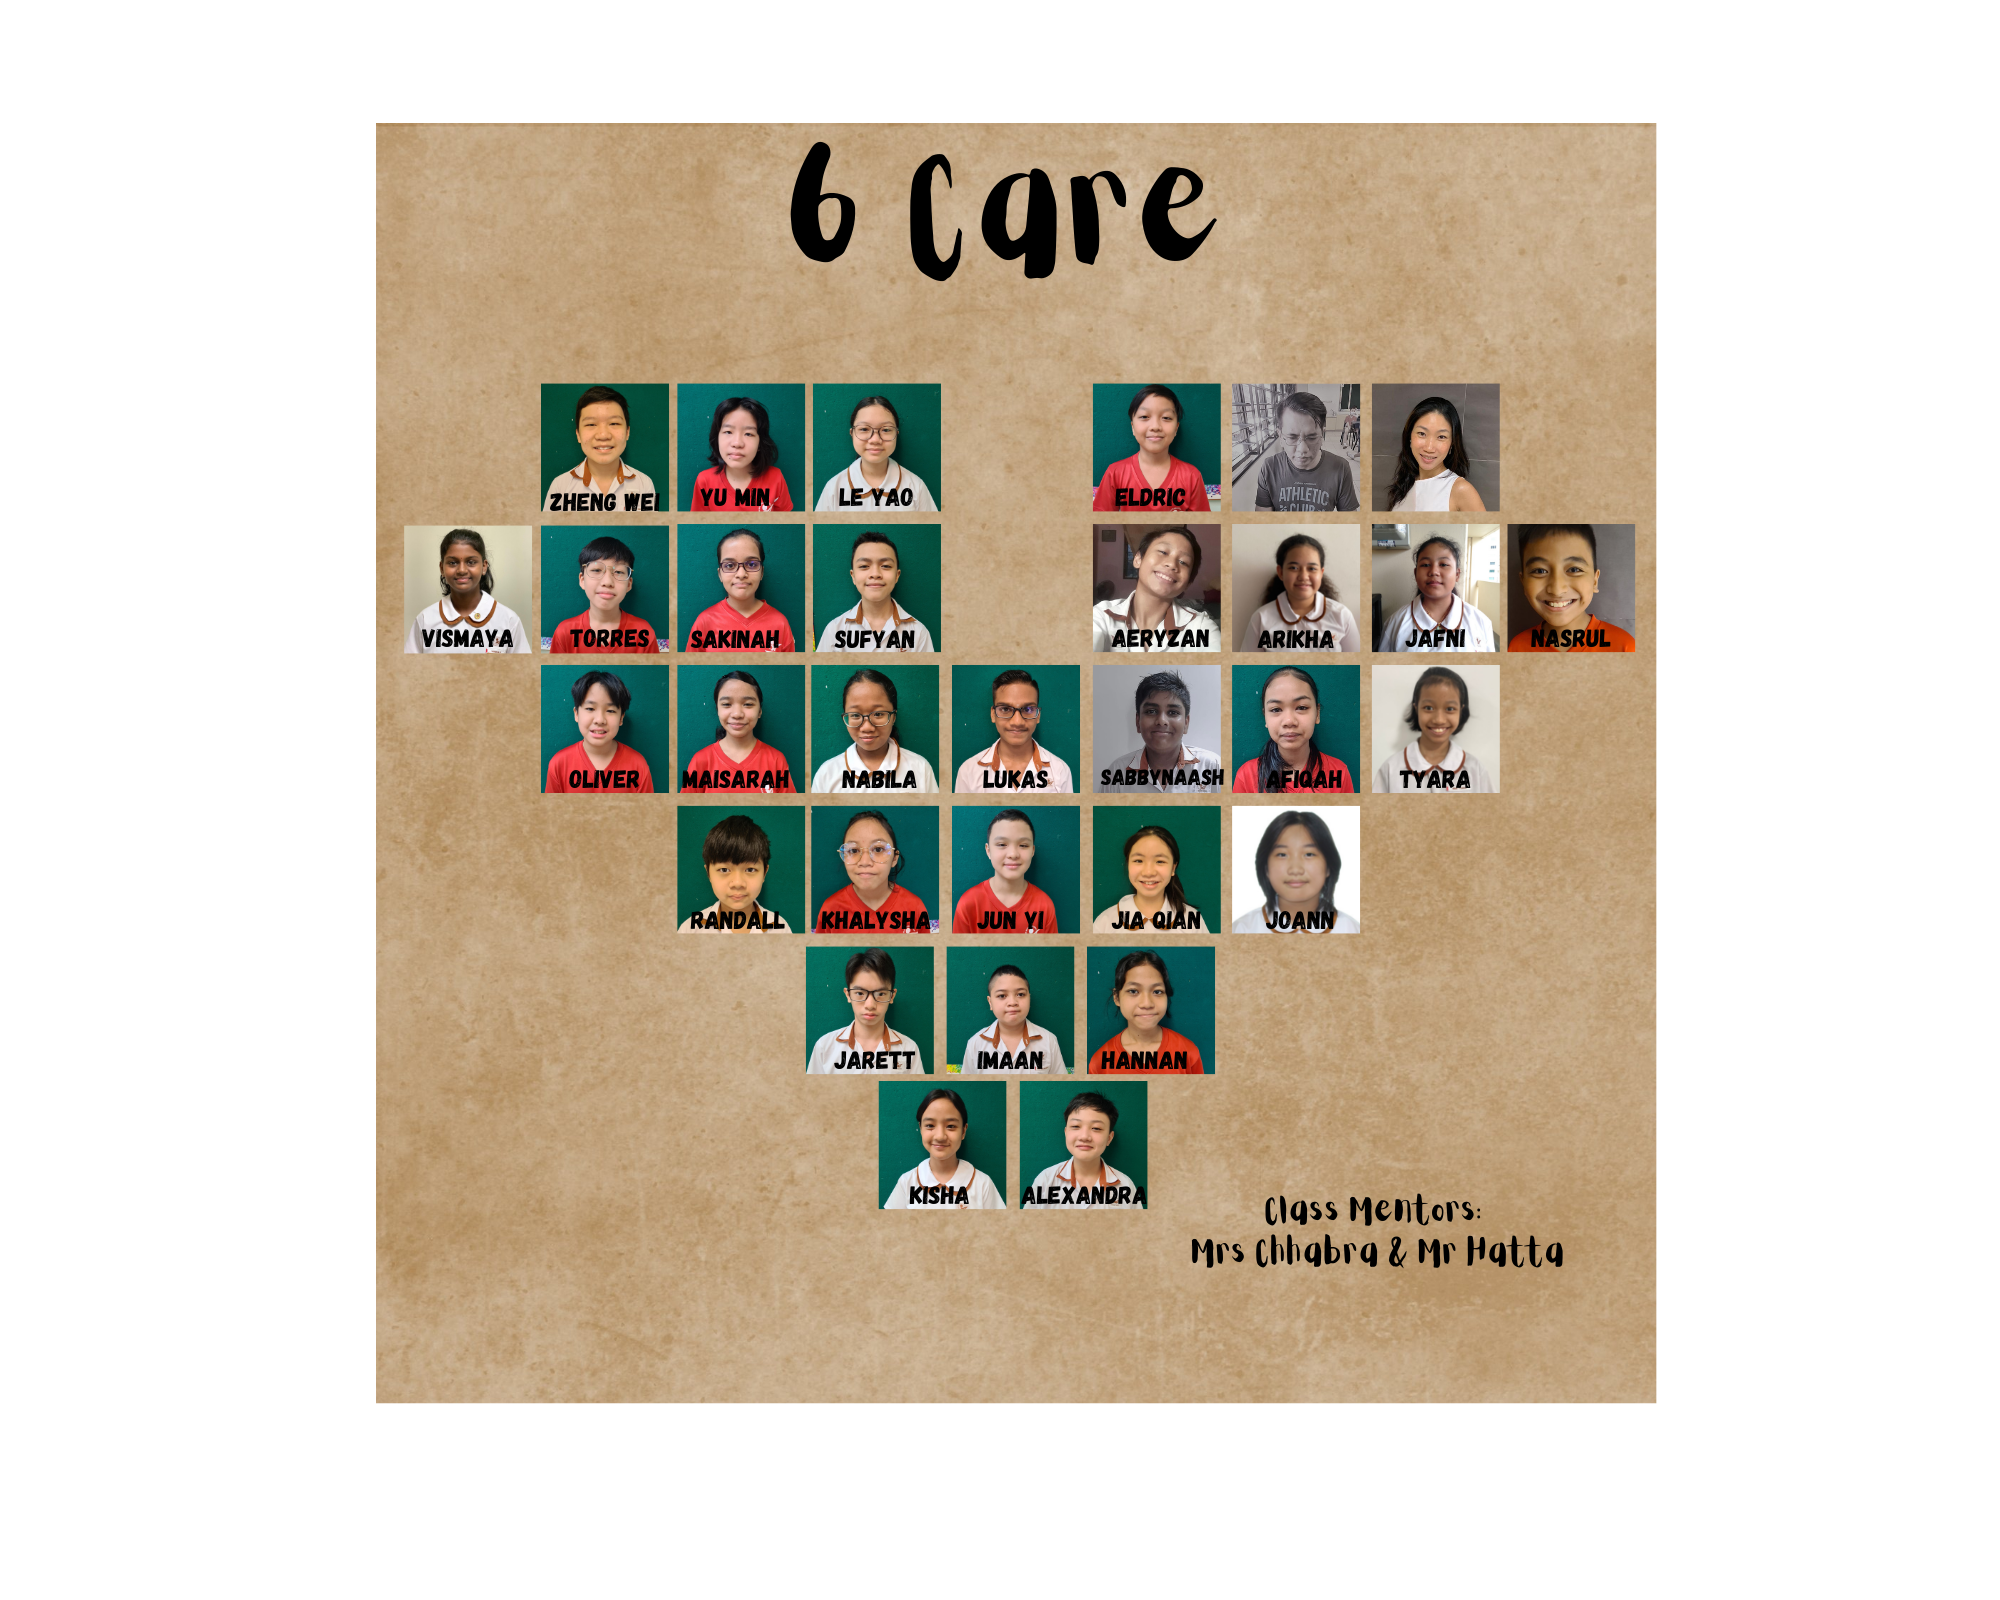 6 Care
ZHENG WEI
YU MIN
LE YAO
ELDRIC
ATHLETIC
CLUB
VISMAYA
TORRES
SAKINAH
SUFYAN
AERYZAN
ARIKHA
JAFNI
NASRUL
OLIVER
MAISARAH
NABILA
LUKAS
SABBYNAASH
AFIQAH
TYARA
RANDALL
KHALYSHA
JUN YI
JIA QIAN
JOANN
JARETT
IMAAN
HANNAN
KISHA
ALEXANDRA
Class Mentors:
Mrs Chhabra & Mr Hatta